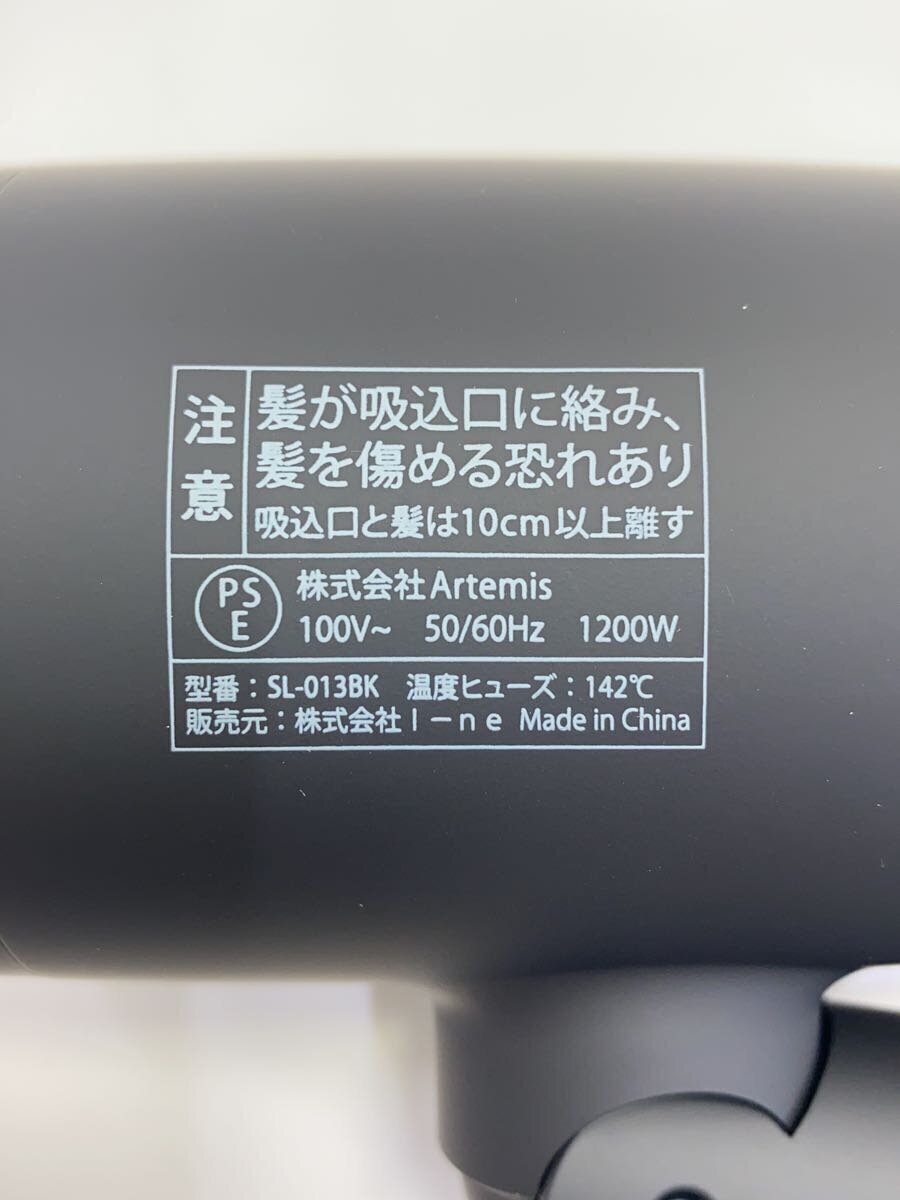 注意
髪が吸込口に絡み、
髪を傷める恐れあり
吸込口と髪は10cm以上離す
PS
E
株式会社Artemis
100V~ 50/60Hz 1200W
型番：SL-013BK 温度ヒューズ：142℃
販売元：株式会社Ｉ－ｎｅ Made in China